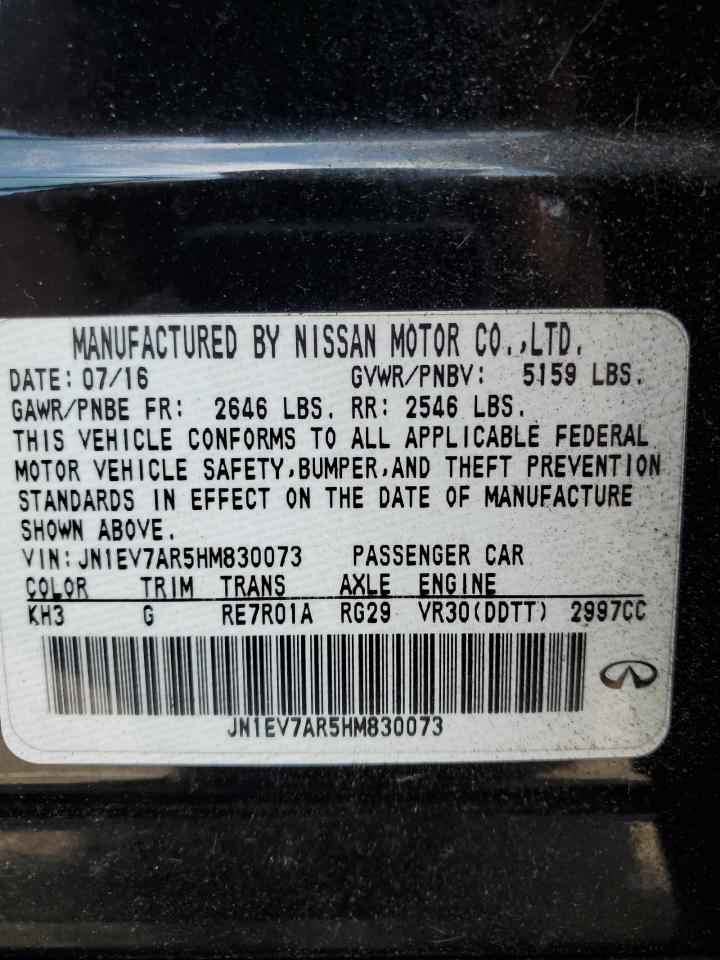 MANUFACTURED BY NISSAN MOTOR CO.,LTD.
DATE: 07/16 GVWR/PNBV: 5159 LBS.
GAWR/PNBE FR: 2646 LBS. RR: 2546 LBS.
THIS VEHICLE CONFORMS TO ALL APPLICABLE FEDERAL
MOTOR VEHICLE SAFETY,BUMPER,AND THEFT PREVENTION
STANDARDS IN EFFECT ON THE DATE OF MANUFACTURE
SHOWN ABOVE.
VIN:JN1EV7AR5HM830073 PASSENGER CAR
COLOR TRIM TRANS AXLE ENGINE
KH3 G RE7R01A RG29 VR30(DDTT) 2997CC
JN1EV7AR5HM830073